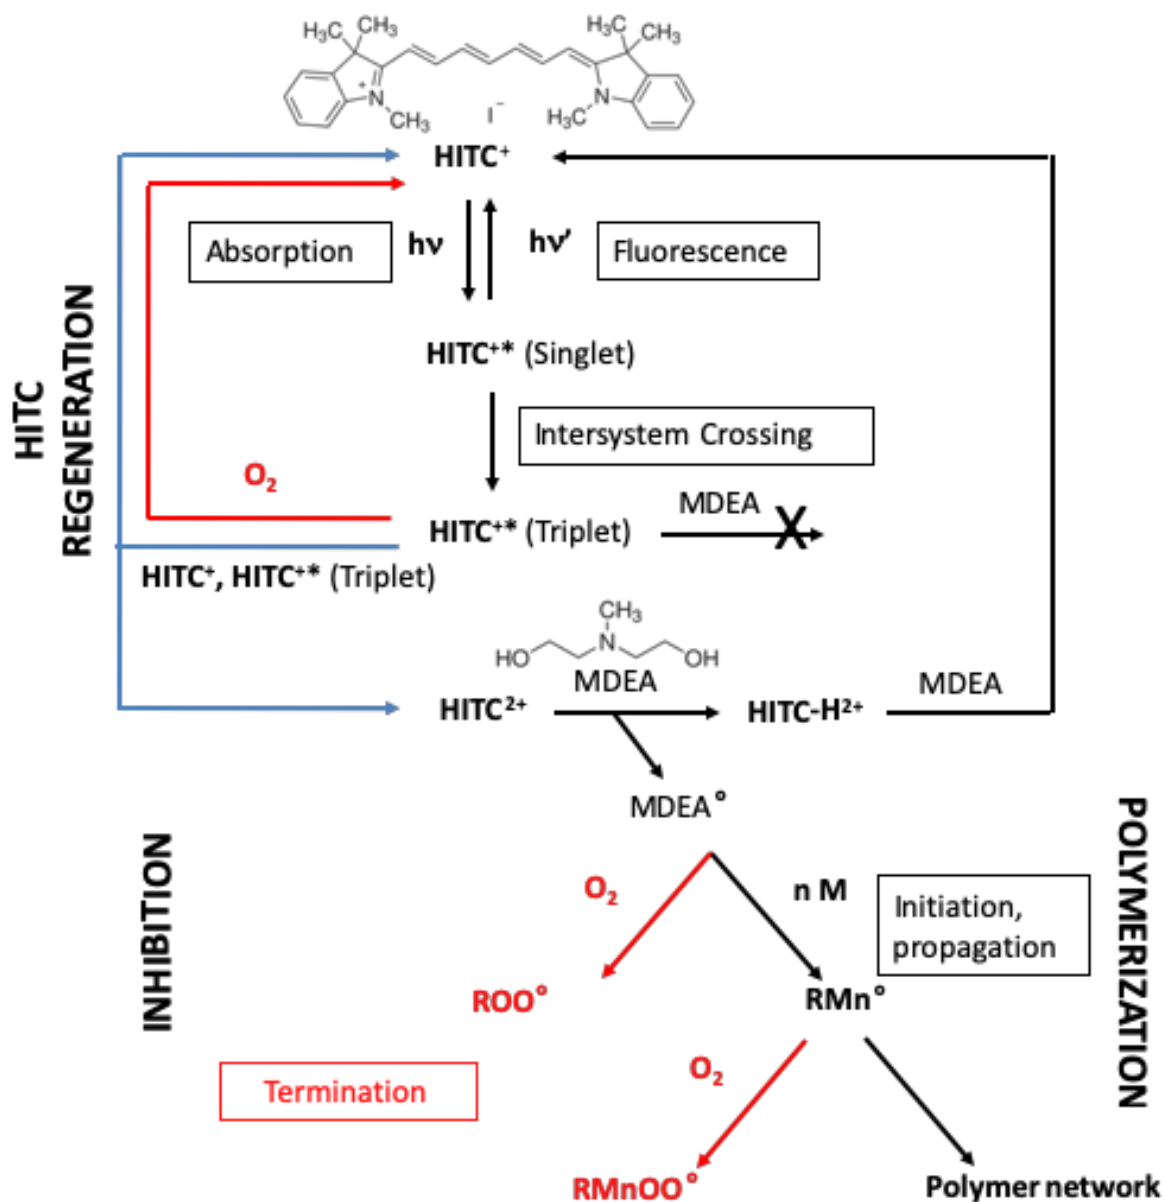 H₃C CH₃ H₃C CH₃
N⁺ N
CH₃ I⁻ H₃C
HITC⁺
Absorption hν hν’ Fluorescence
HITC⁺* (Singlet)
Intersystem Crossing
HITC
REGENERATION
O₂
HITC⁺* (Triplet) MDEA X
HITC⁺, HITC⁺* (Triplet)
CH₃
N
HO OH
MDEA
HITC²⁺ HITC-H²⁺ MDEA
MDEA°
INHIBITION
POLYMERIZATION
O₂ n M
Initiation,
propagation
ROO° RMn°
Termination O₂
RMnOO° Polymer network